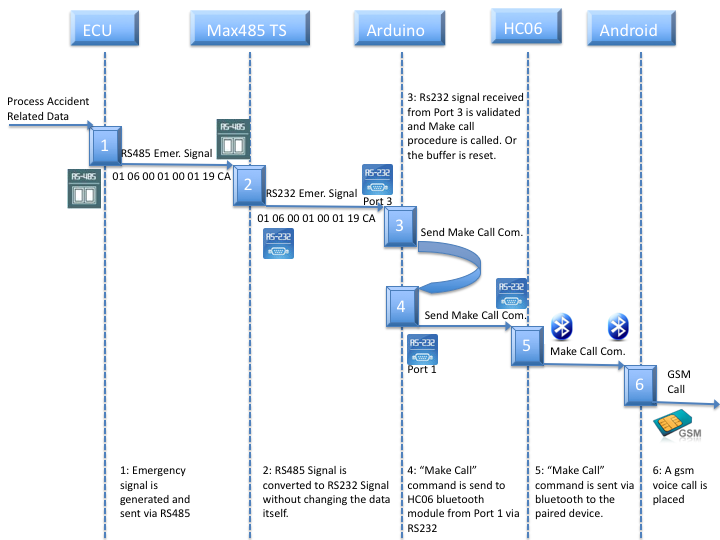 ECU
Max485 TS
Arduino
HC06
Android
Process Accident
Related Data
3: Rs232 signal received
from Port 3 is validated
and Make call
procedure is called. Or
the buffer is reset.
1
RS485 Emer. Signal
RS-485
RS-485
01 06 00 01 00 01 19 CA
2
RS232 Emer. Signal
RS-232
Port 3
01 06 00 01 00 01 19 CA
RS-232
3
Send Make Call Com.
4
RS-232
Send Make Call Com.
RS-232
Port 1
5
Make Call Com.
6
GSM
Call
GSM
1: Emergency
signal is
generated and
sent via RS485
2: RS485 Signal is
converted to RS232 Signal
without changing the data
itself.
4: “Make Call”
command is send to
HC06 bluetooth
module from Port 1 via
RS232
5: “Make Call”
command is sent via
bluetooth to the
paired device.
6: A gsm
voice call is
placed